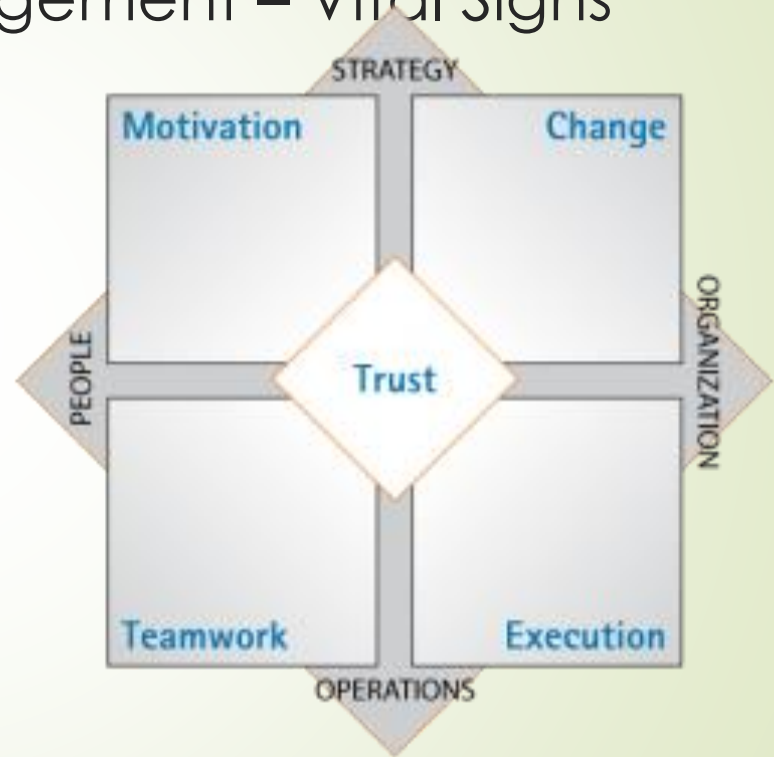 gement – Vital Signs
STRATEGY
Motivation Change
PEOPLE
Trust
ORGANIZATION
Teamwork Execution
OPERATIONS